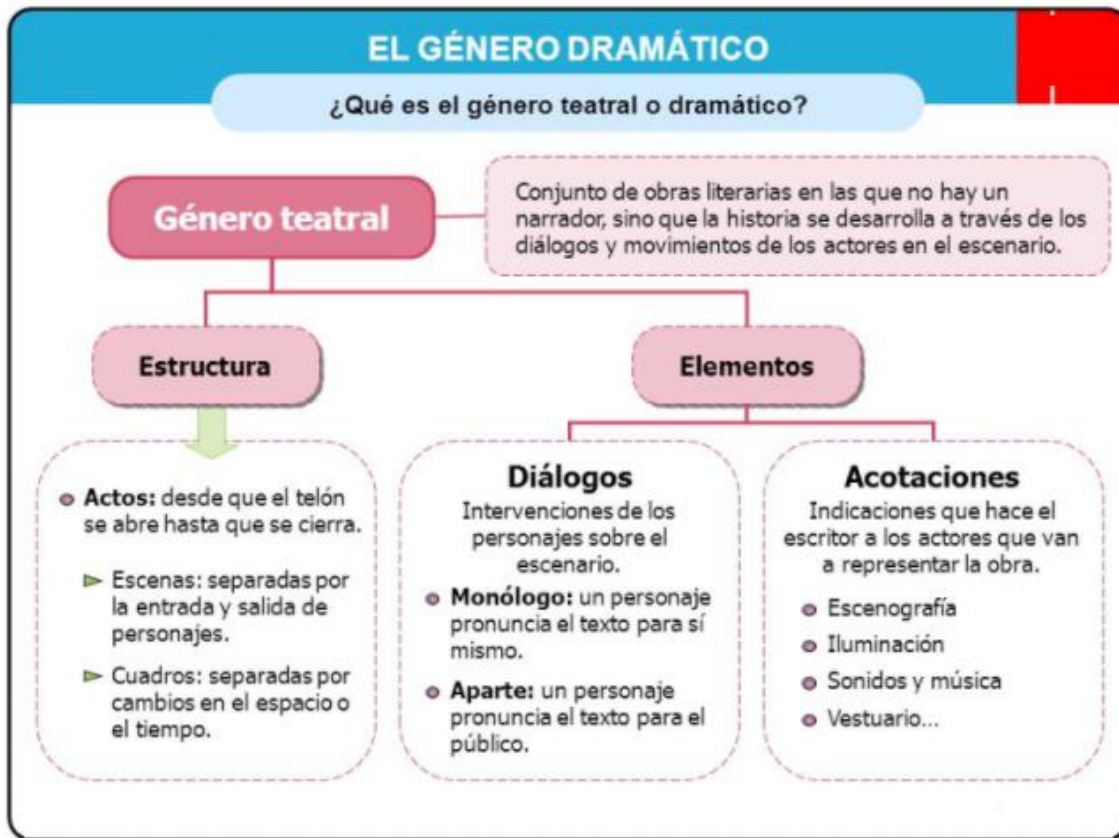 EL GÉNERO DRAMÁTICO
¿Qué es el género teatral o dramático?
Género teatral
Conjunto de obras literarias en las que no hay un
narrador, sino que la historia se desarrolla a través de los
diálogos y movimientos de los actores en el escenario.
Estructura
Actos: desde que el telón
se abre hasta que se cierra.
Escenas: separadas por
la entrada y salida de
personajes.
Cuadros: separadas por
cambios en el espacio o
el tiempo.
Elementos
Diálogos
Intervenciones de los
personajes sobre el
escenario.
Monólogo: un personaje
pronuncia el texto para sí
mismo.
Aparte: un personaje
pronuncia el texto para el
público.
Acotaciones
Indicaciones que hace el
escritor a los actores que van
a representar la obra.
Escenografía
Iluminación
Sonidos y música
Vestuario...